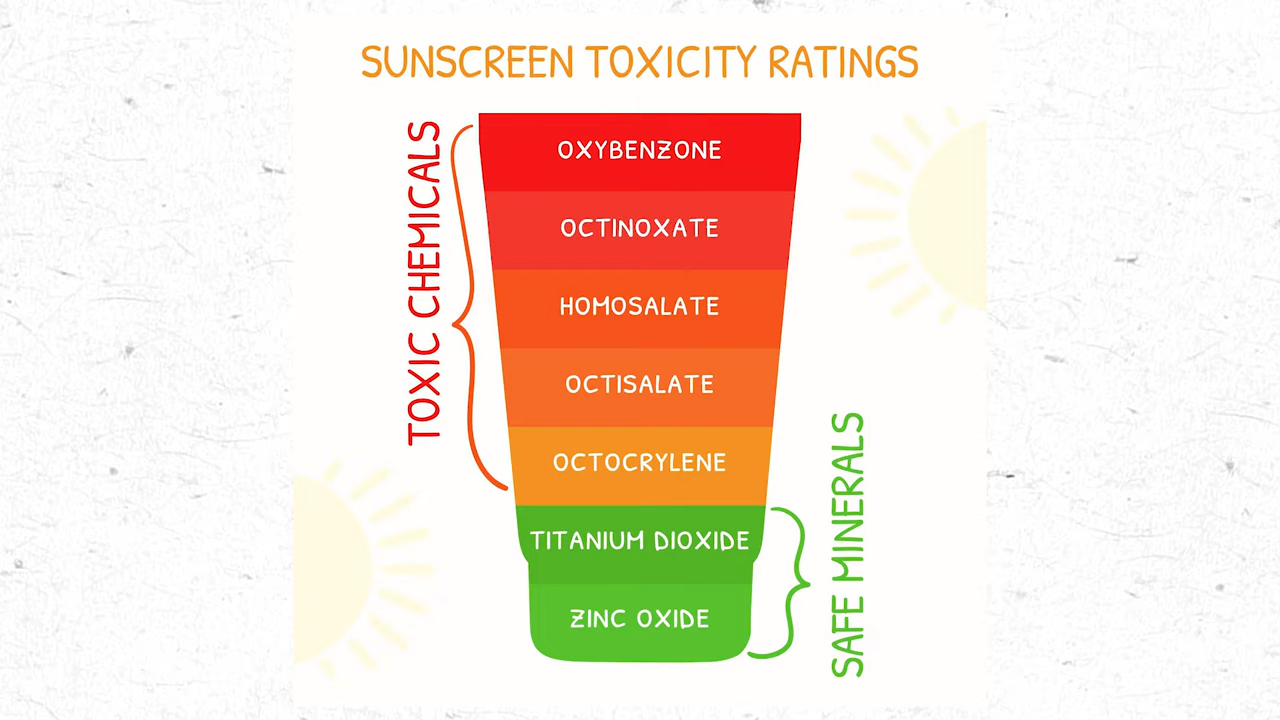 SUNSCREEN TOXICITY RATINGS
TOXIC CHEMICALS
OXYBENZONE
OCTINOXATE
HOMOSALATE
OCTISALATE
OCTOCRYLENE
TITANIUM DIOXIDE
ZINC OXIDE
SAFE MINERALS